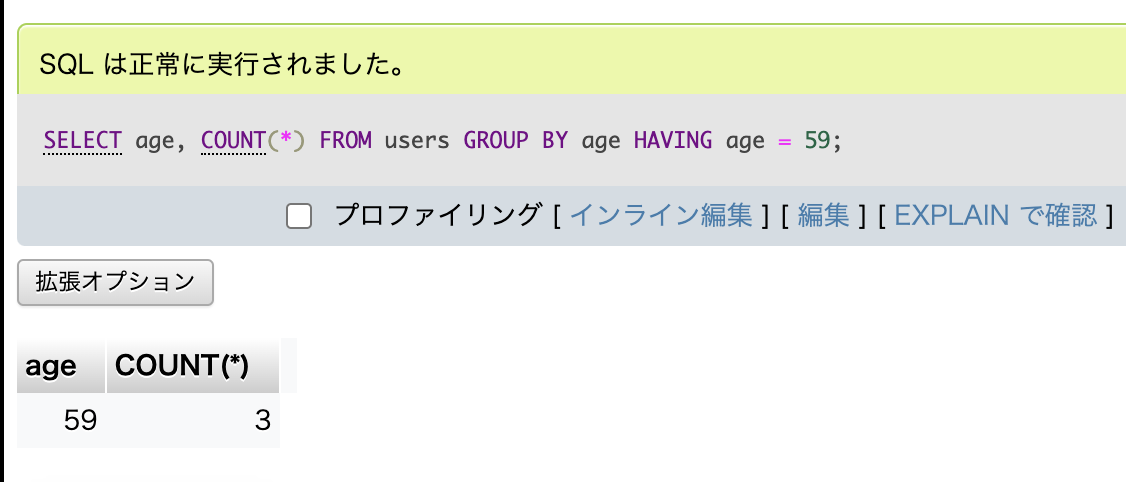 SQL は正常に実行されました。
SELECT age, COUNT(*) FROM users GROUP BY age HAVING age = 59;
プロファイリング [ インライン編集 ] [ 編集 ] [ EXPLAIN で確認 ]
拡張オプション
age COUNT(*)
59 3